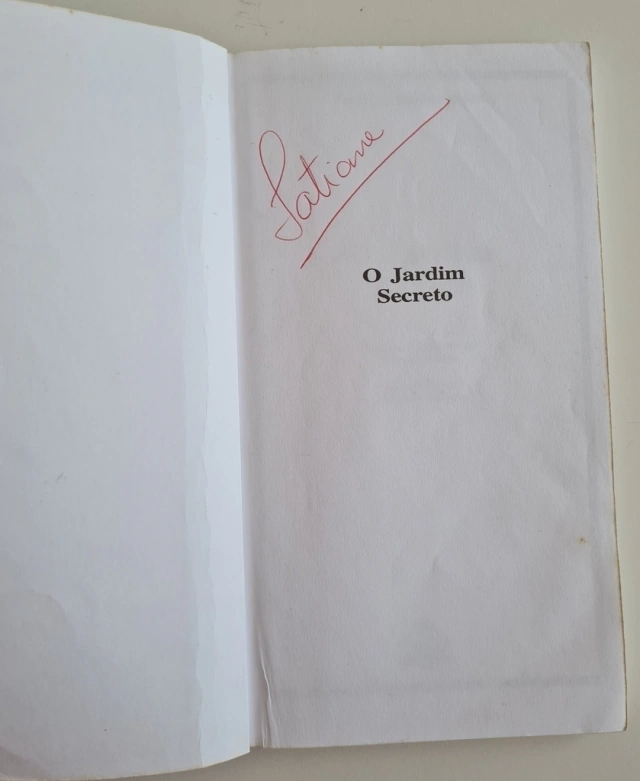 Tatiane
O Jardim
Secreto